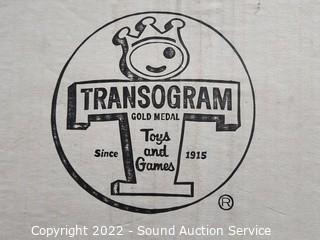 TRANSOGRAM
GOLD MEDAL
Toys
and
Games
Since 1915
®
Copyright 2022 - Sound Auction Service